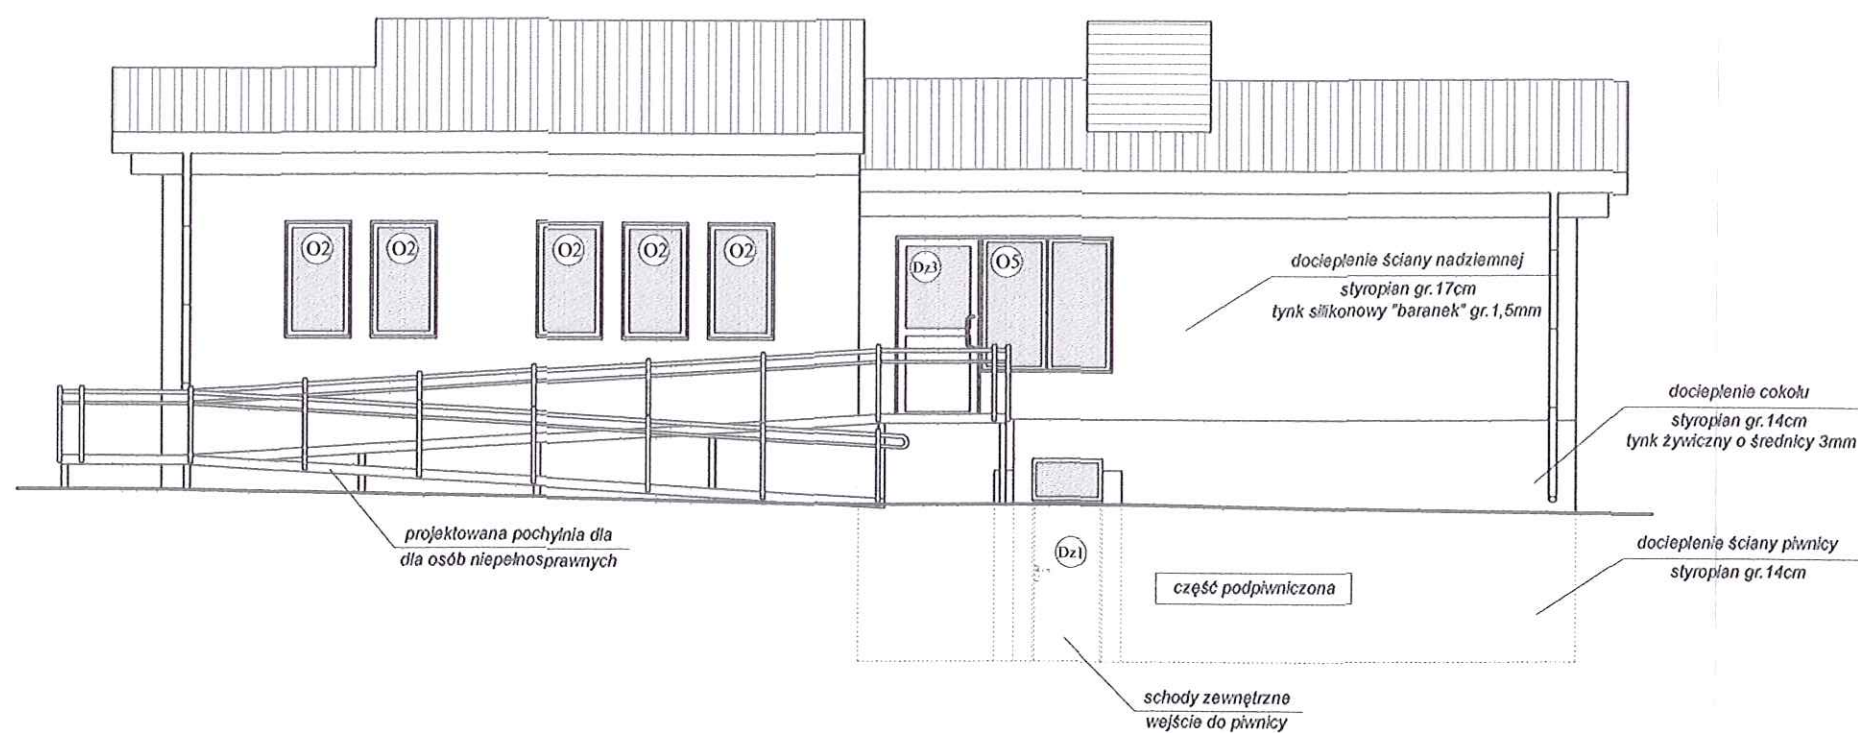 O2
O2
O2
O2
O2
Dz3
O5
docieplenie ściany nadziemnej
styropian gr.17cm
tynk silikonowy "baranek" gr.1,5mm
docieplenie cokołu
styropian gr.14cm
tynk żywiczny o średnicy 3mm
projektowana pochylnia dla
dla osób niepełnosprawnych
Dz1
docieplenie ściany piwnicy
styropian gr.14cm
część podpiwniczona
schody zewnętrzne
wejście do piwnicy